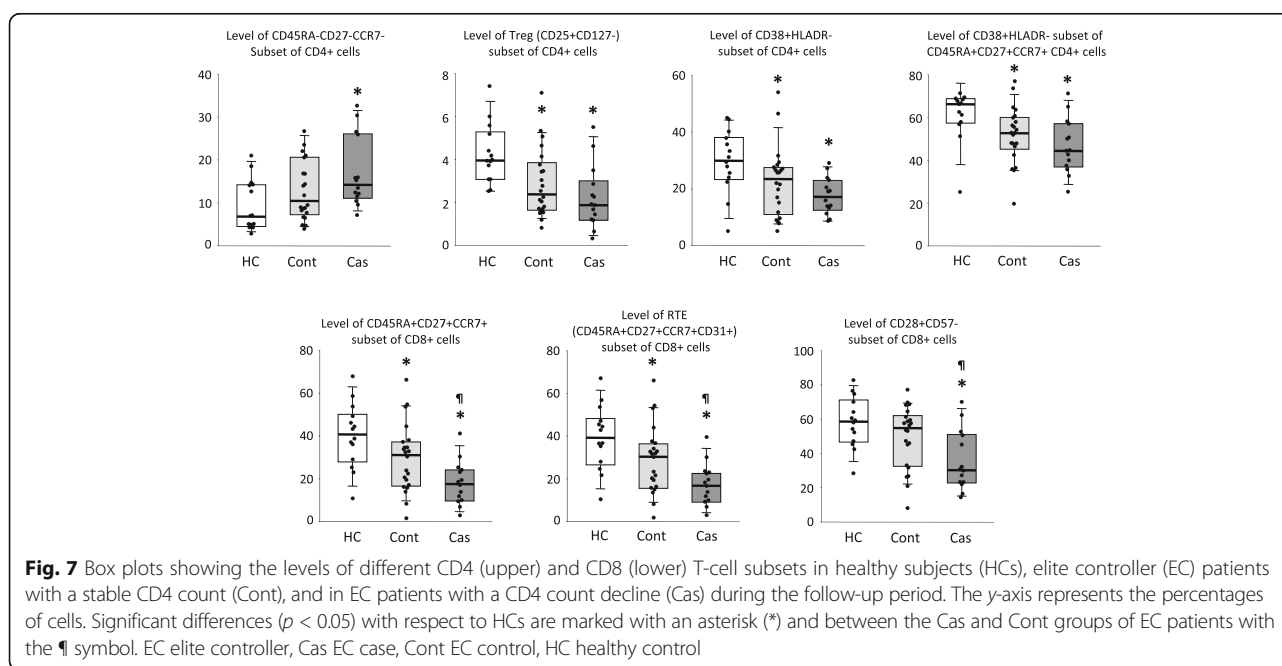 Level of CD45RA-CD27-CCR7-
Subset of CD4+ cells
40
30
20
10
0
*
HC Cont Cas
Level of Treg (CD25+CD127-)
subset of CD4+ cells
8
6
4
2
0
* *
HC Cont Cas
Level of CD38+HLADR-
subset of CD4+ cells
60
40
20
0
* *
HC Cont Cas
Level of CD38+HLADR- subset of
CD45RA+CD27+CCR7+ CD4+ cells
80
60
40
20
0
* *
HC Cont Cas
Level of CD45RA+CD27+CCR7+
subset of CD8+ cells
80
60
40
20
0
*
¶
*
HC Cont Cas
Level of RTE
(CD45RA+CD27+CCR7+CD31+)
subset of CD8+ cells
80
60
40
20
0
*
¶
*
HC Cont Cas
Level of CD28+CD57-
subset of CD8+ cells
100
80
60
40
20
0
¶
*
HC Cont Cas
Fig. 7 Box plots showing the levels of different CD4 (upper) and CD8 (lower) T-cell subsets in healthy subjects (HCs), elite controller (EC) patients
with a stable CD4 count (Cont), and in EC patients with a CD4 count decline (Cas) during the follow-up period. The y-axis represents the percentages
of cells. Significant differences (p < 0.05) with respect to HCs are marked with an asterisk (*) and between the Cas and Cont groups of EC patients with
the ¶ symbol. EC elite controller, Cas EC case, Cont EC control, HC healthy control